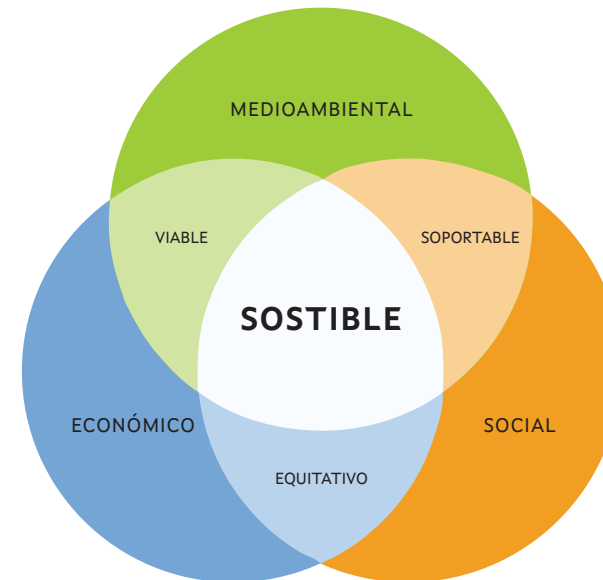 MEDIOAMBIENTAL
VIABLE
SOPORTABLE
SOSTIBLE
ECONÓMICO
SOCIAL
EQUITATIVO